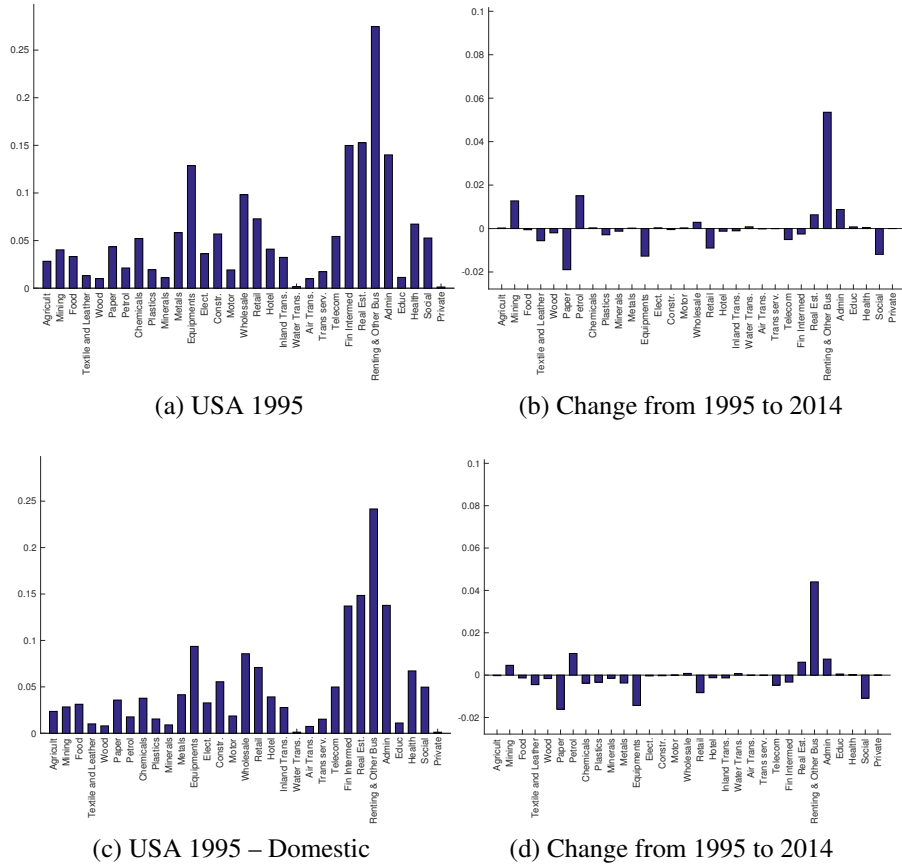 0.25
0.2
0.15
0.1
0.05
0
Agricult
Mining
Food
Textile and Leather
Wood
Paper
Petrol
Chemicals
Plastics
Minerals
Metals
Equipments
Elect.
Constr.
Motor
Wholesale
Retail
Hotel
Inland Trans.
Water Trans.
Air Trans.
Trans serv.
Telecom
Fin Intermed
Real Est.
Renting & Other Bus
Admin
Educ
Health
Social
Private
(a) USA 1995
0.1
0.08
0.06
0.04
0.02
0
-0.02
Agricult
Mining
Food
Textile and Leather
Wood
Paper
Petrol
Chemicals
Plastics
Minerals
Metals
Equipments
Elect.
Constr.
Motor
Wholesale
Retail
Hotel
Inland Trans.
Water Trans.
Air Trans.
Trans serv.
Telecom
Fin Intermed
Real Est.
Renting & Other Bus
Admin
Educ
Health
Social
Private
(b) Change from 1995 to 2014
0.25
0.2
0.15
0.1
0.05
0
Agricult
Mining
Food
Textile and Leather
Wood
Paper
Petrol
Chemicals
Plastics
Minerals
Metals
Equipments
Elect.
Constr.
Motor
Wholesale
Retail
Hotel
Inland Trans.
Water Trans.
Air Trans.
Trans serv.
Telecom
Fin Intermed
Real Est.
Renting & Other Bus
Admin
Educ
Health
Social
Private
(c) USA 1995 – Domestic
0.1
0.08
0.06
0.04
0.02
0
-0.02
Agricult
Mining
Food
Textile and Leather
Wood
Paper
Petrol
Chemicals
Plastics
Minerals
Metals
Equipments
Elect.
Constr.
Motor
Wholesale
Retail
Hotel
Inland Trans.
Water Trans.
Air Trans.
Trans serv.
Telecom
Fin Intermed
Real Est.
Renting & Other Bus
Admin
Educ
Health
Social
Private
(d) Change from 1995 to 2014